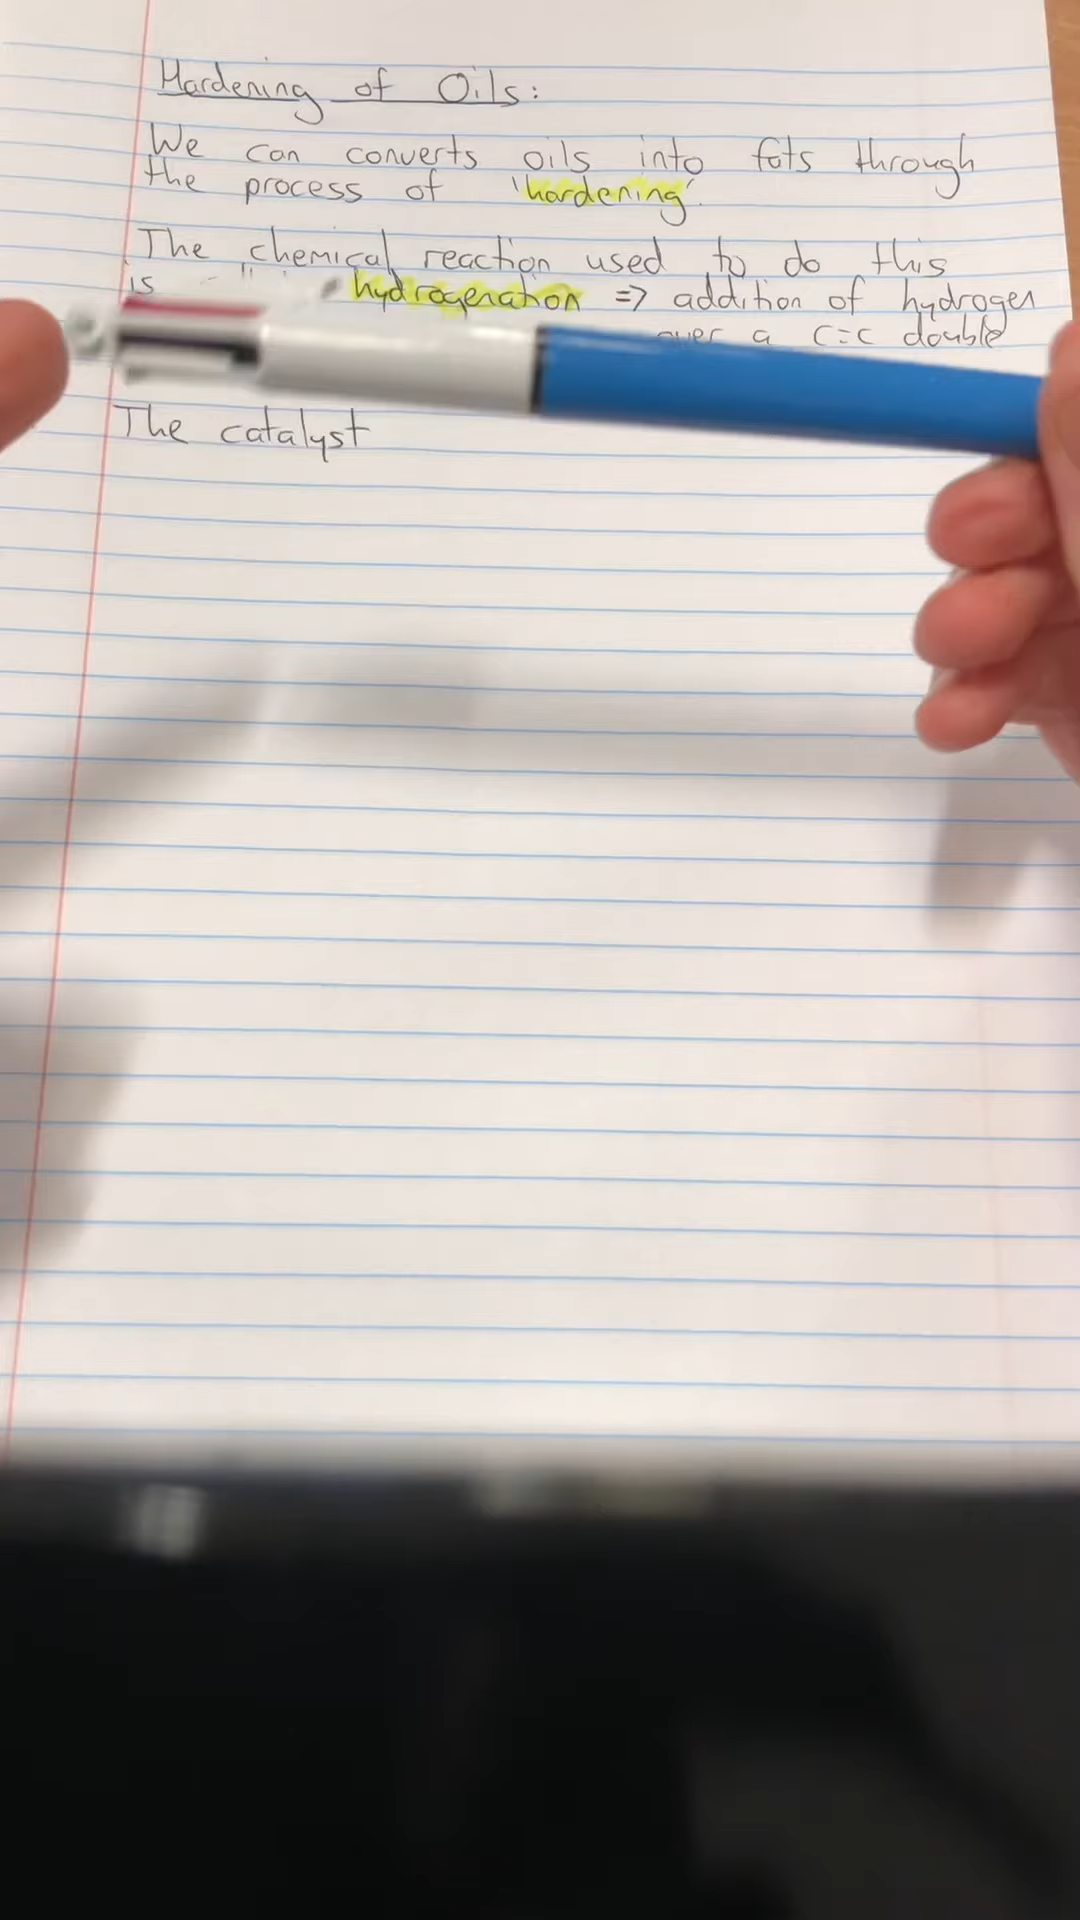 Hardening of Oils:
We can converts oils into fats through
the process of 'hardening'.
The chemical reaction used to do this
is hydrogenation => addition of hydrogen
over a C=C double
The catalyst